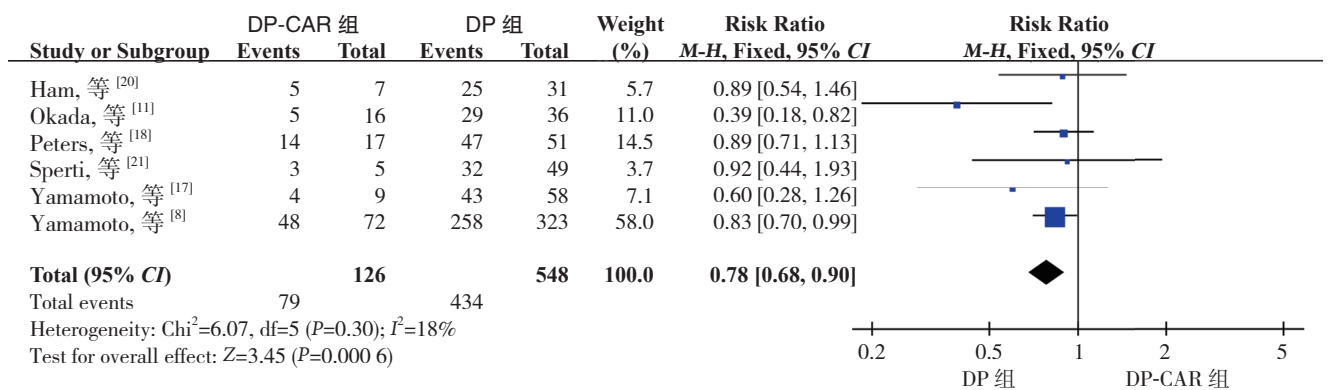 DP-CAR 组 DP 组 Weight Risk Ratio Risk Ratio
Study or Subgroup Events Total Events Total (%) M-H, Fixed, 95% CI M-H, Fixed, 95% CI
Ham, 等 [20] 5 7 25 31 5.7 0.89 [0.54, 1.46]
Okada, 等 [11] 5 16 29 36 11.0 0.39 [0.18, 0.82]
Peters, 等 [18] 14 17 47 51 14.5 0.89 [0.71, 1.13]
Sperti, 等 [21] 3 5 32 49 3.7 0.92 [0.44, 1.93]
Yamamoto, 等 [17] 4 9 43 58 7.1 0.60 [0.28, 1.26]
Yamamoto, 等 [8] 48 72 258 323 58.0 0.83 [0.70, 0.99]
Total (95% CI) 126 548 100.0 0.78 [0.68, 0.90]
Total events 79 434
Heterogeneity: Chi²=6.07, df=5 (P=0.30); I²=18%
Test for overall effect: Z=3.45 (P=0.000 6)
0.2 0.5 1 2 5
DP 组 DP-CAR 组